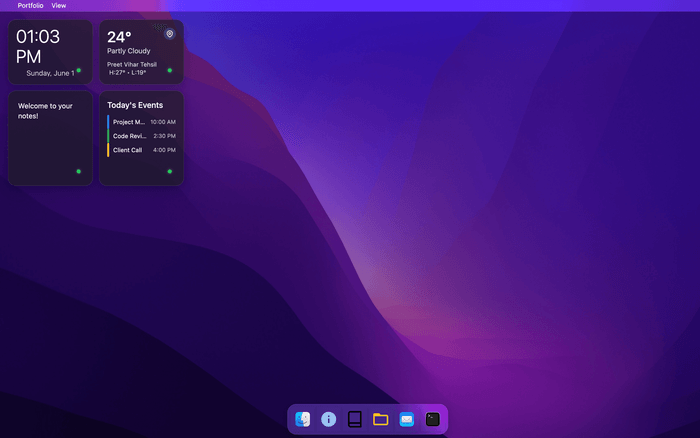 Portfolio View
01:03
PM
Sunday, June 1
24°
Partly Cloudy
Preet Vihar Tehsil
H:27° • L:19°
Welcome to your
notes!
Today's Events
Project M... 10:00 AM
Code Revi... 2:30 PM
Client Call 4:00 PM